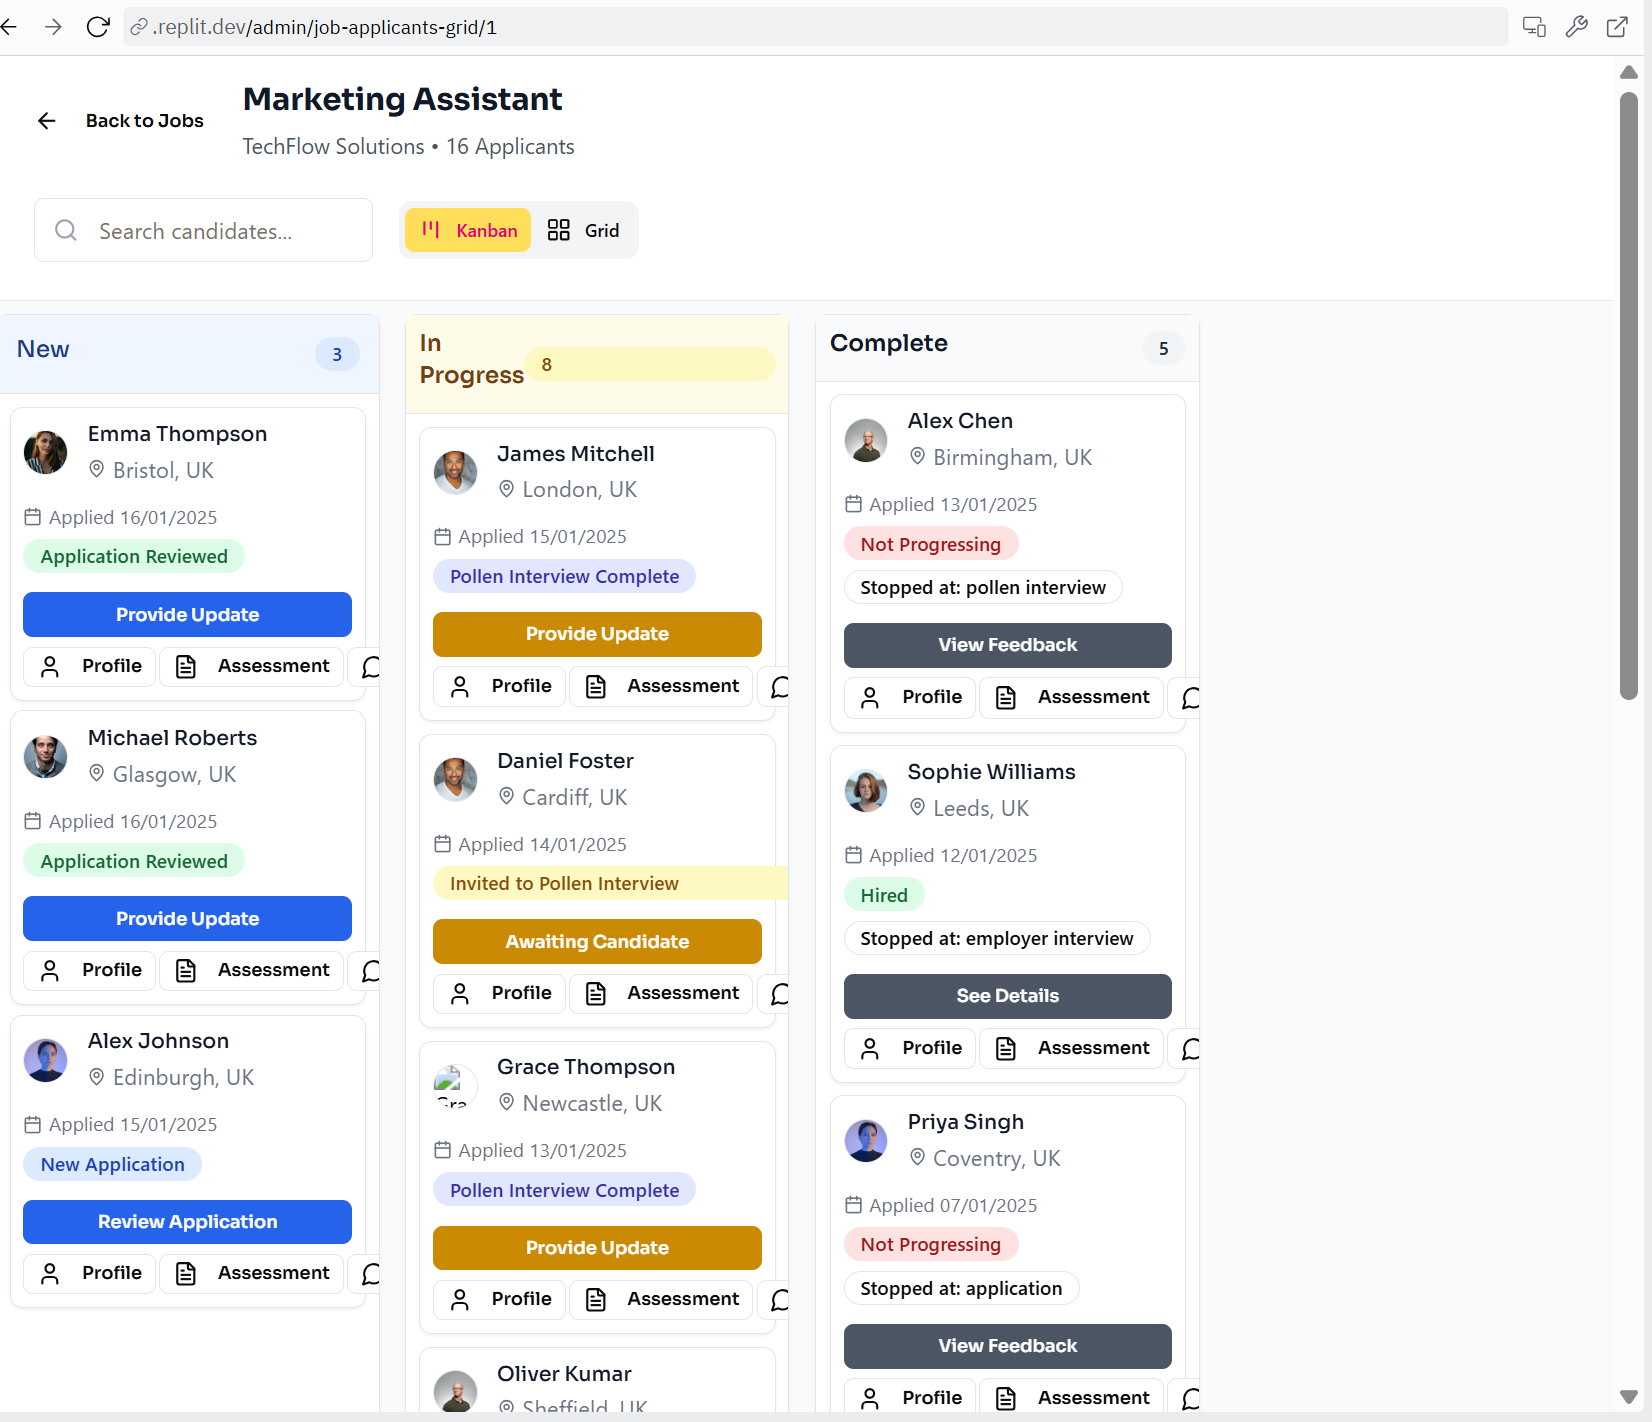 .replit.dev/admin/job-applicants-grid/1
Back to Jobs
Marketing Assistant
TechFlow Solutions • 16 Applicants
Search candidates...
Kanban
Grid
New
3
Emma Thompson
Bristol, UK
Applied 16/01/2025
Application Reviewed
Provide Update
Profile
Assessment
Michael Roberts
Glasgow, UK
Applied 16/01/2025
Application Reviewed
Provide Update
Profile
Assessment
Alex Johnson
Edinburgh, UK
Applied 15/01/2025
New Application
Review Application
Profile
Assessment
In
Progress
8
James Mitchell
London, UK
Applied 15/01/2025
Pollen Interview Complete
Provide Update
Profile
Assessment
Daniel Foster
Cardiff, UK
Applied 14/01/2025
Invited to Pollen Interview
Awaiting Candidate
Profile
Assessment
Gra
Grace Thompson
Newcastle, UK
Applied 13/01/2025
Pollen Interview Complete
Provide Update
Profile
Assessment
Oliver Kumar
Sheffield, UK
Complete
5
Alex Chen
Birmingham, UK
Applied 13/01/2025
Not Progressing
Stopped at: pollen interview
View Feedback
Profile
Assessment
Sophie Williams
Leeds, UK
Applied 12/01/2025
Hired
Stopped at: employer interview
See Details
Profile
Assessment
Priya Singh
Coventry, UK
Applied 07/01/2025
Not Progressing
Stopped at: application
View Feedback
Profile
Assessment